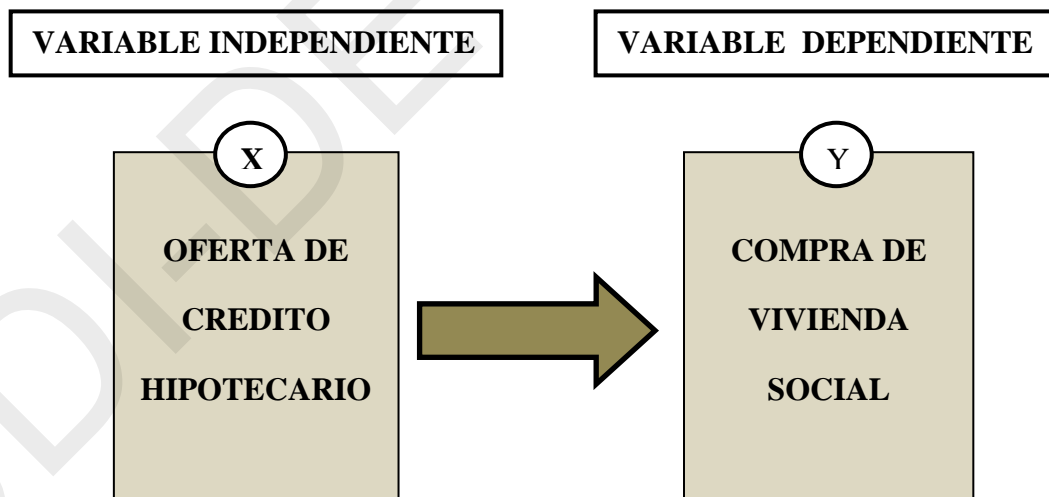 VARIABLE INDEPENDIENTE
VARIABLE DEPENDIENTE
X
Y
OFERTA DE
CREDITO
HIPOTECARIO
COMPRA DE
VIVIENDA
SOCIAL